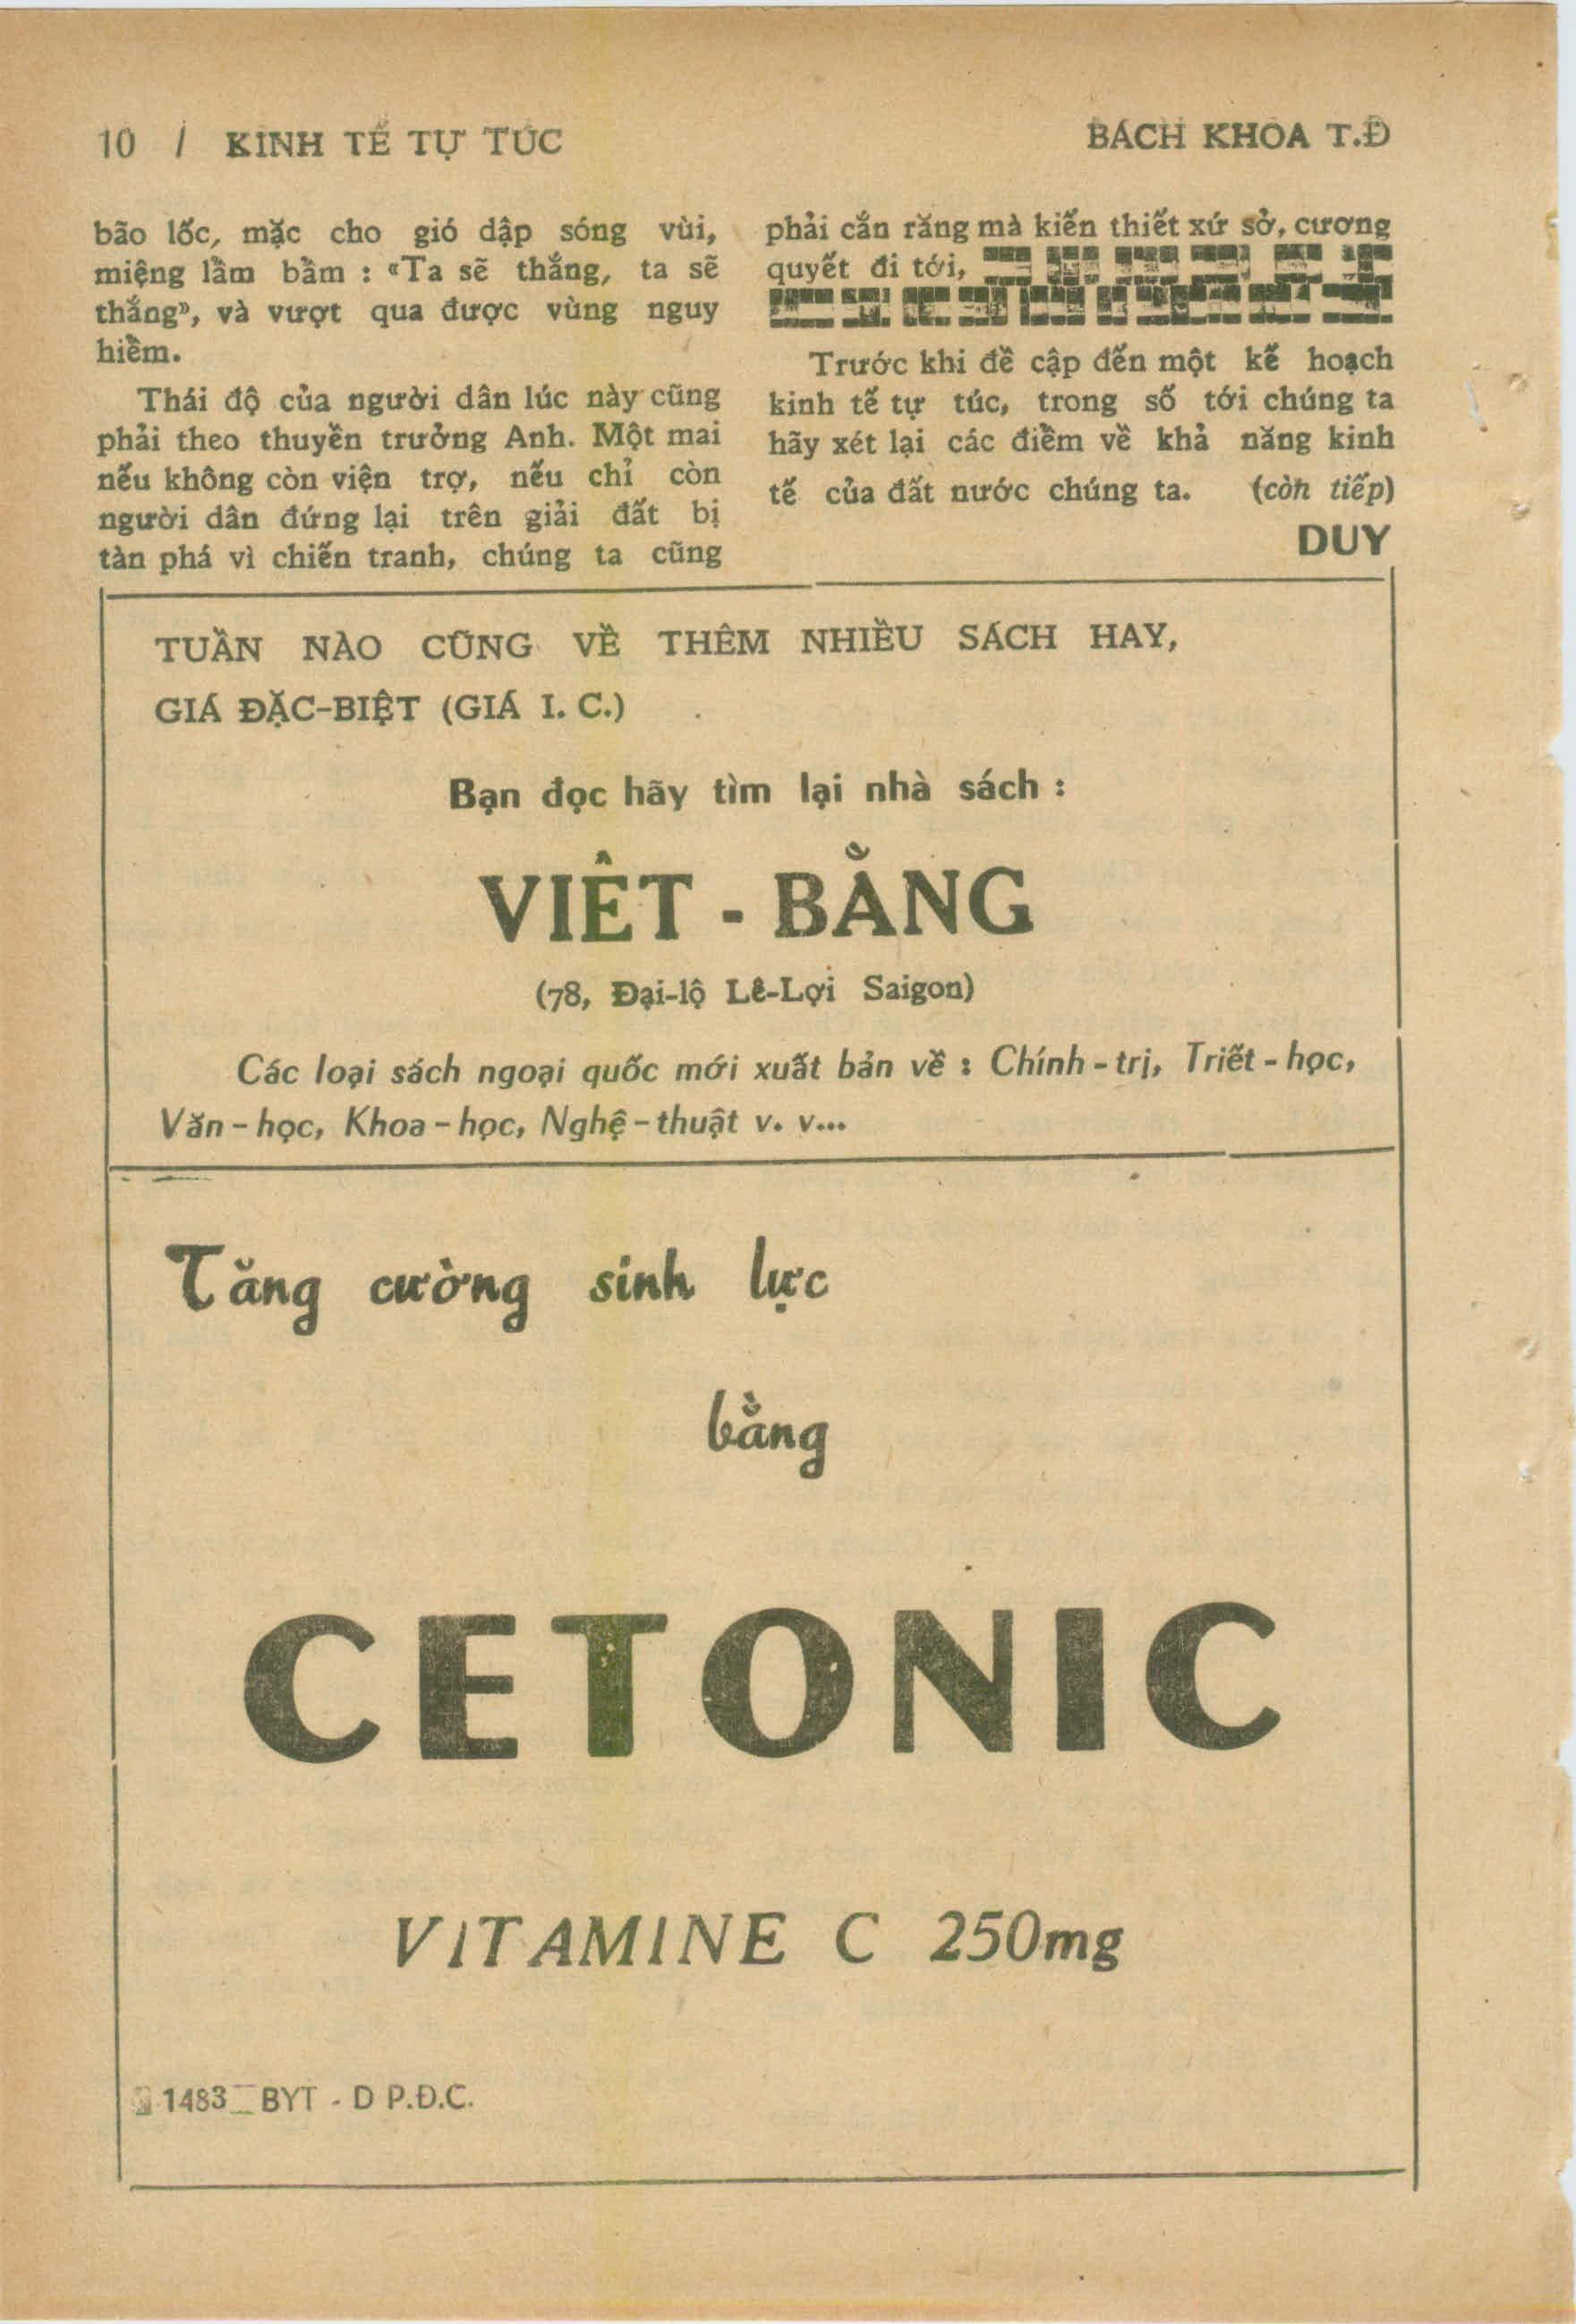 10 / KINH TẾ TỰ TÚC
BÁCH KHOA T.Đ
bão lốc, mặc cho gió dập sóng vùi,
miệng lầm bầm : «Ta sẽ thắng, ta sẽ
thắng», và vượt qua được vùng nguy
hiểm.
Thái độ của người dân lúc này cũng
phải theo thuyền trưởng Anh. Một mai
nếu không còn viện trợ, nếu chỉ còn
người dân đứng lại trên giải đất bị
tàn phá vì chiến tranh, chúng ta cũng
phải cắn răng mà kiến thiết xứ sở, cương
quyết đi tới,
Trước khi đề cập đến một kế hoạch
kinh tế tự túc, trong số tới chúng ta
hãy xét lại các điểm về khả năng kinh
tế của đất nước chúng ta. (còn tiếp)
DUY
TUẦN NÀO CŨNG VỀ THÊM NHIỀU SÁCH HAY,
GIÁ ĐẶC-BIỆT (GIÁ I. C.)
Bạn đọc hãy tìm lại nhà sách :
VIÊT - BẰNG
(78, Đại-lộ Lê-Lợi Saigon)
Các loại sách ngoại quốc mới xuất bản về : Chính - trị, Triết - học,
Văn - học, Khoa - học, Nghệ - thuật v. v...
Tăng cường sinh lực
bằng
CETONIC
VITAMINE C 250mg
1483 _ BYT - D P.Đ.C.